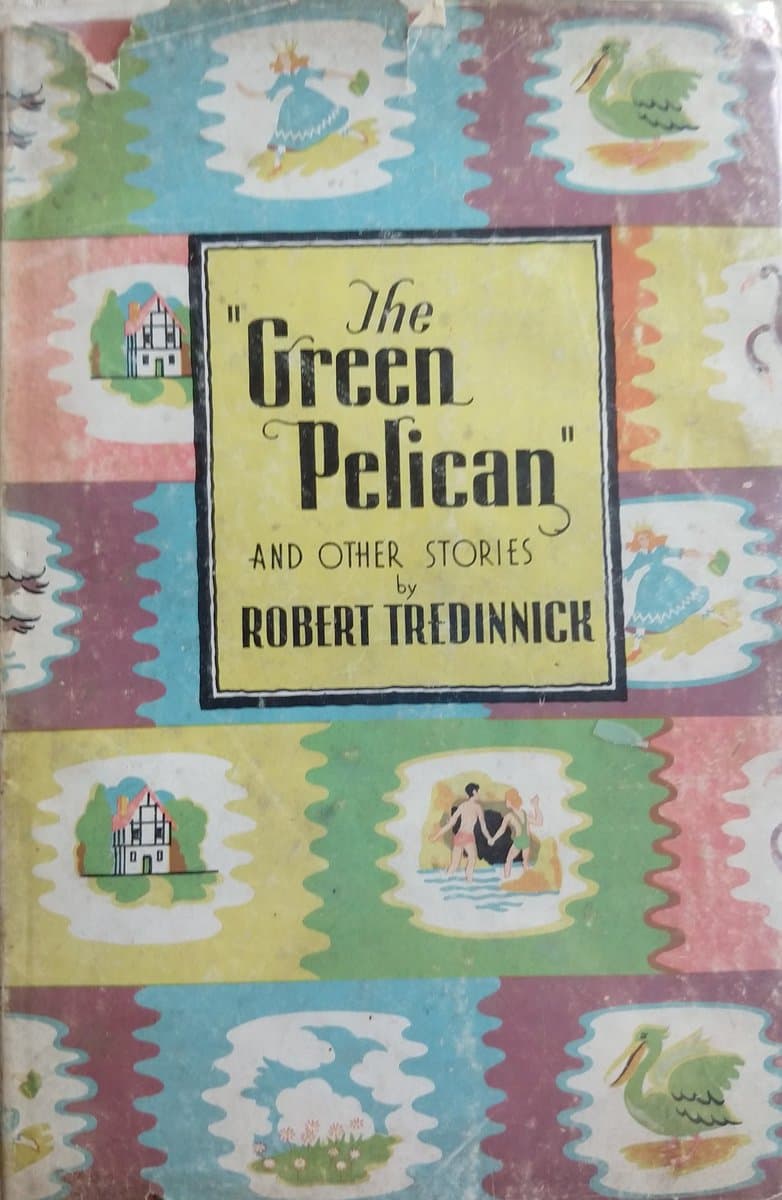 The
"Green
Pelican"
AND OTHER STORIES
by
ROBERT TREDINNICK